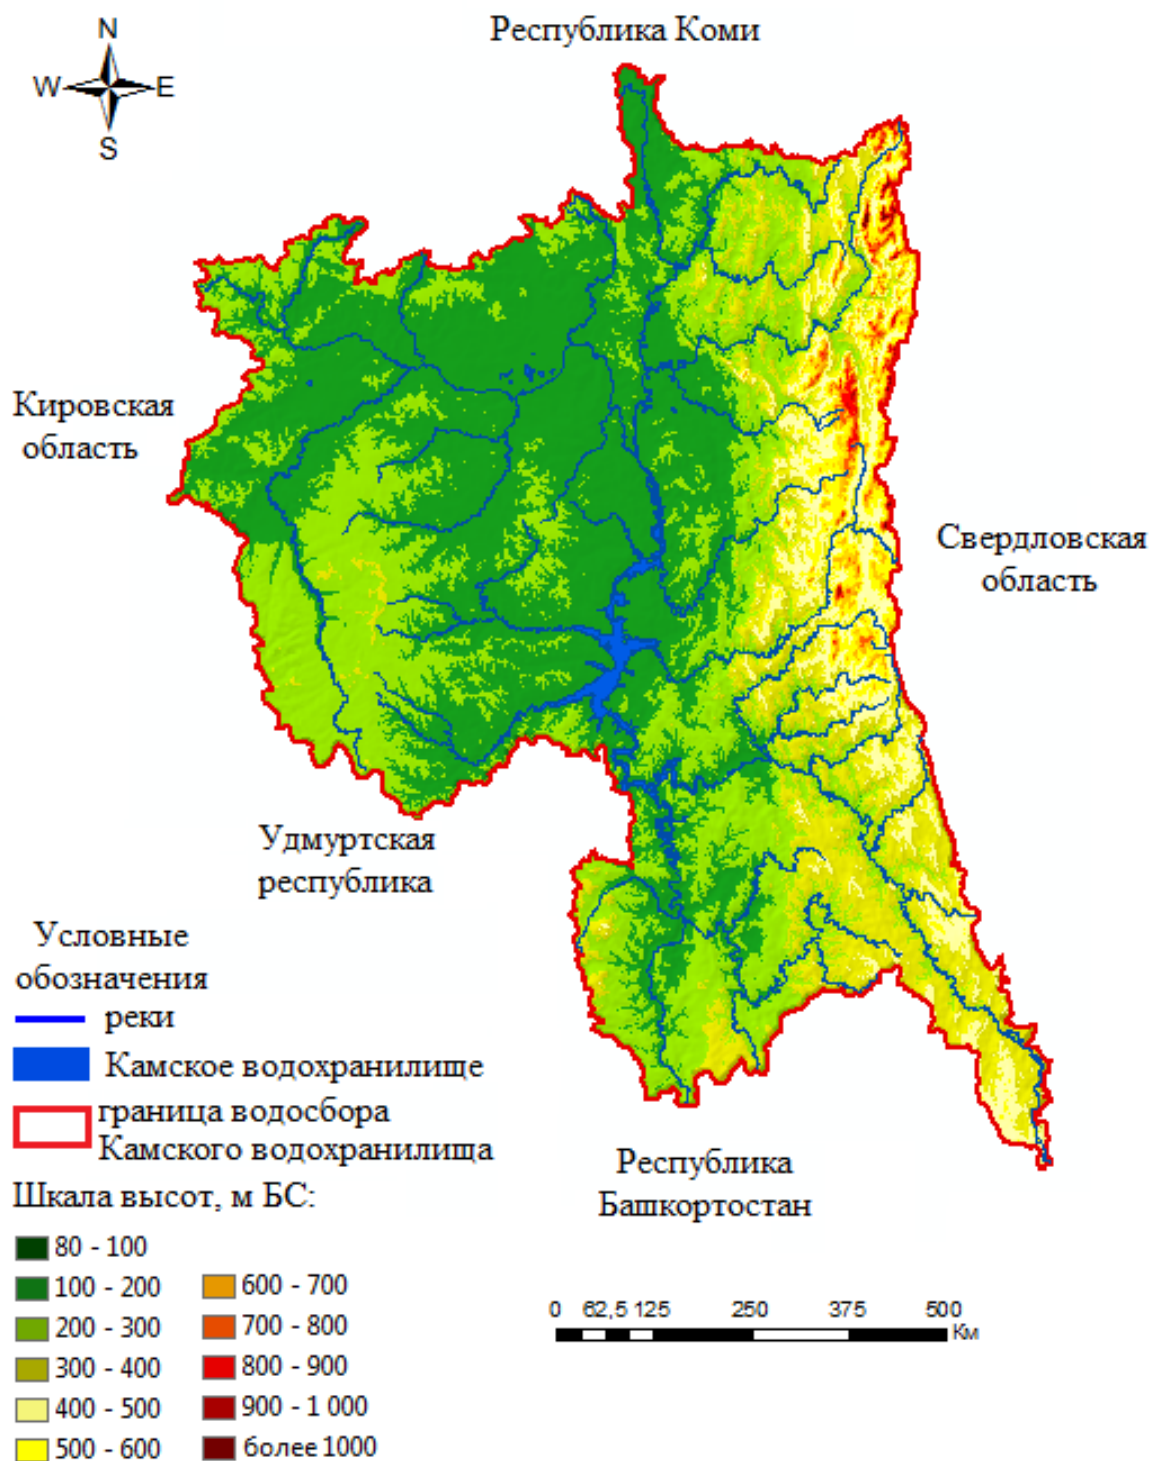 N
W E
S
Республика Коми
Кировская
область
Свердловская
область
Удмуртская
республика
Республика
Башкортостан
Условные
обозначения
реки
Камское водохранилище
граница водосбора
Камского водохранилища
Шкала высот, м БС:
80 - 100
100 - 200
200 - 300
300 - 400
400 - 500
500 - 600
600 - 700
700 - 800
800 - 900
900 - 1 000
более 1000
0 62,5 125 250 375 500
Км